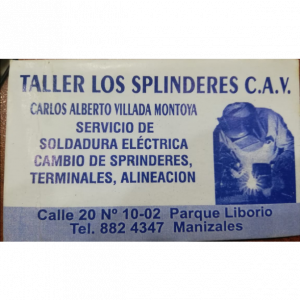 TALLER LOS SPLINDERES C.A.V.
CARLOS ALBERTO VILLADA MONTOYA
SERVICIO DE
SOLDADURA ELÉCTRICA
CAMBIO DE SPRINDERES,
TERMINALES, ALINEACION
Calle 20 Nº 10-02 Parque Liborio
Tel. 882 4347 Manizales